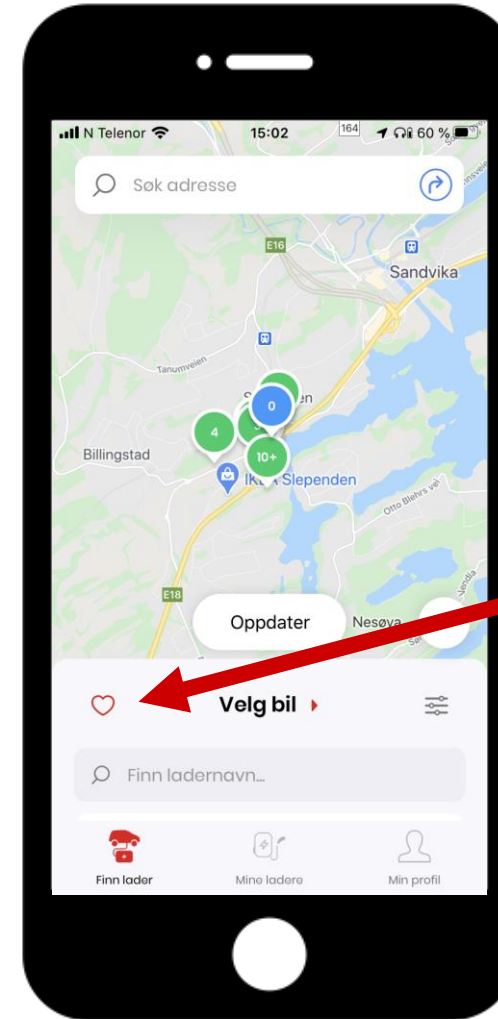 N Telenor 15:02 60 %
164
Søk adresse
E16
Sandvika
Tanumveien
0
4
10+
Billingstad
IKEA Slependen
Otto Blehrs vei
E18
Oppdater
Nesøya
Velg bil
Finn ladernavn...
Finn lader
Mine ladere
Min profil